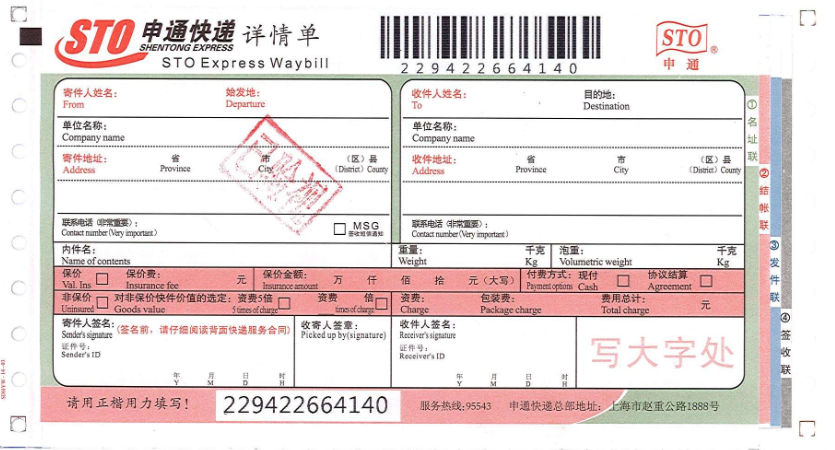 STO 申通快递 详情单
SHENTONG EXPRESS
STO Express Waybill
229422664140
STO ®
申通
寄件人姓名: 始发地:
From Departure
单位名称:
Company name
寄件地址: 省 市 (区)县
Address Province City (District) County
联系电话(非常重要):
Contact number(Very important)
MSG
签收短信通知
收件人姓名: 目的地:
To Destination
单位名称:
Company name
收件地址: 省 市 (区)县
Address Province City (District) County
联系电话(非常重要):
Contact number(Very important)
内件名: 重量: 千克 泡重: 千克
Name of contents Weight Kg Volumetric weight Kg
保价 保价费: 元 保价金额: 万 仟 佰 拾 元(大写) 付费方式: 现付 协议结算
Val. Ins Insurance fee Insurance amount Payment options Cash Agreement
非保价 对非保价快件价值的选定: 资费5倍 资费 倍 资费: 包装费: 费用总计: 元
Uninsured Goods value 5 times of charge times of charge Charge Package charge Total charge
寄件人签名: (签名前,请仔细阅读背面快递服务合同)
Sender's signature
证件号:
Sender's ID
年 月 日 时
Y M D H
收寄人签章:
Picked up by(signature)
收件人签名:
Receiver's signature
证件号:
Receiver's ID
年 月 日 时
Y M D H
写大字处
请用正楷用力填写! 229422664140 服务热线:95543 申通快递总部地址: 上海市赵重公路1888号
①名址联
②结帐联
③发件联
④签收联